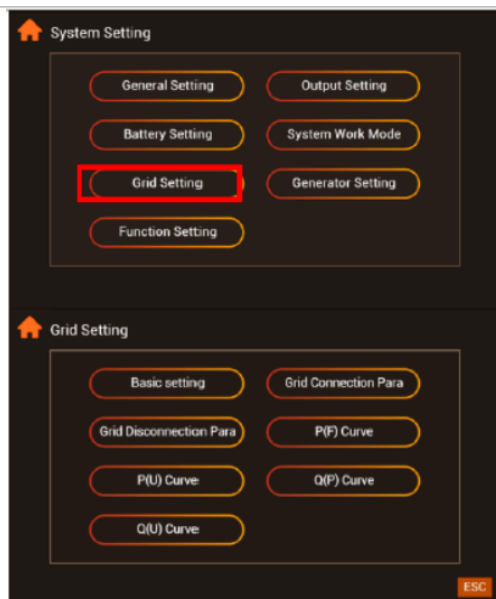 System Setting
General Setting
Output Setting
Battery Setting
System Work Mode
Grid Setting
Generator Setting
Function Setting
Grid Setting
Basic setting
Grid Connection Para
Grid Disconnection Para
P(F) Curve
P(U) Curve
Q(P) Curve
Q(U) Curve
ESC